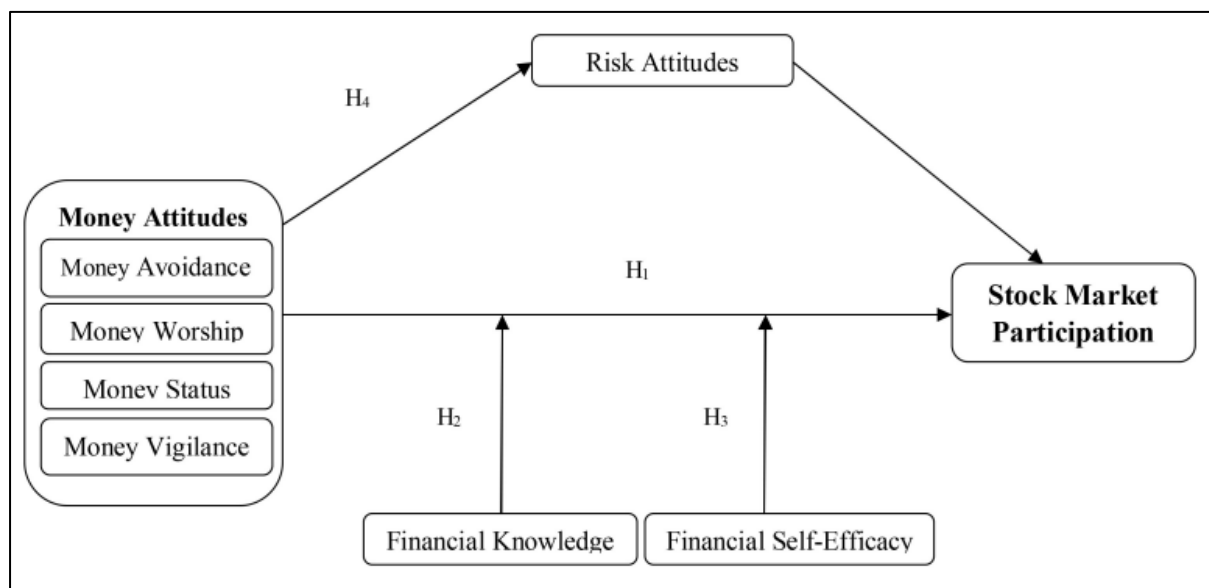 Risk Attitudes
H₄
Money Attitudes
Money Avoidance
H₁
Money Worship
Stock Market
Participation
Money Status
Money Vigilance
H₂
H₃
Financial Knowledge
Financial Self-Efficacy